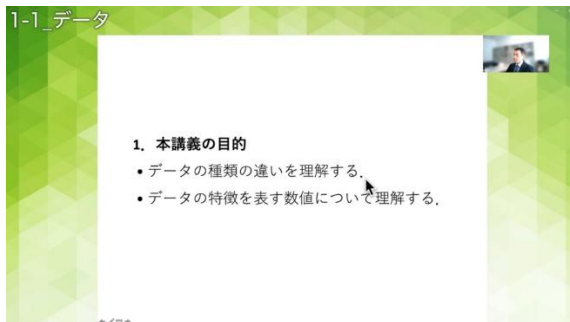 1-1_データ
1. 本講義の目的
•データの種類の違いを理解する.
•データの特徴を表す数値について理解する.